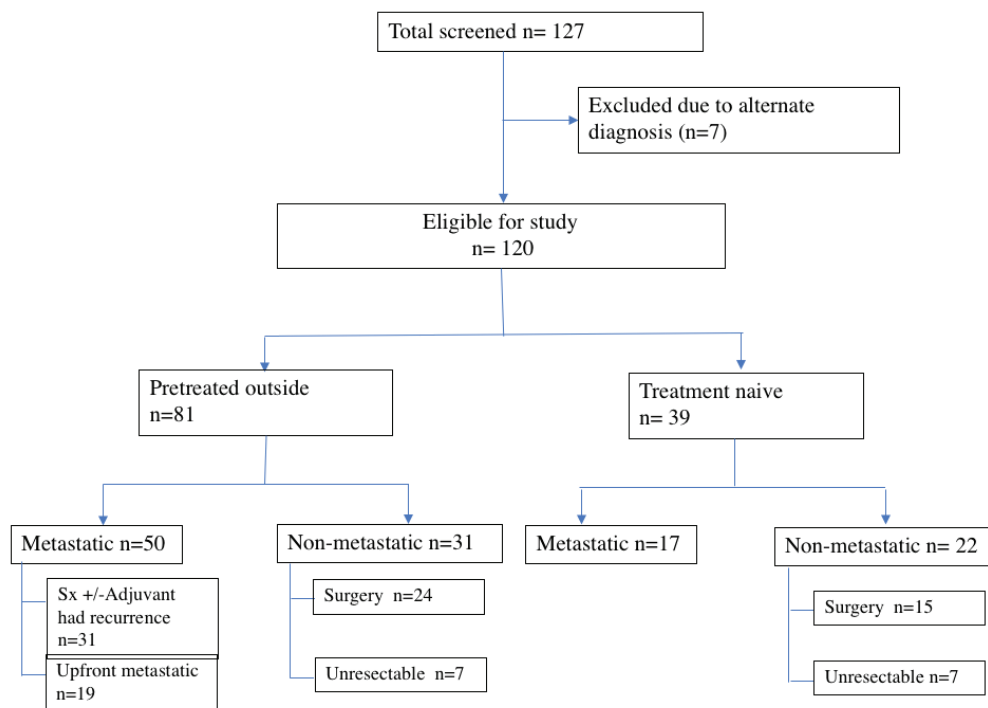 Total screened n= 127
Excluded due to alternate
diagnosis (n=7)
Eligible for study
n= 120
Pretreated outside
n=81
Treatment naive
n= 39
Metastatic n=50
Non-metastatic n=31
Metastatic n=17
Non-metastatic n= 22
Sx +/-Adjuvant
had recurrence
n=31
Upfront metastatic
n=19
Surgery n=24
Unresectable n=7
Surgery n=15
Unresectable n=7